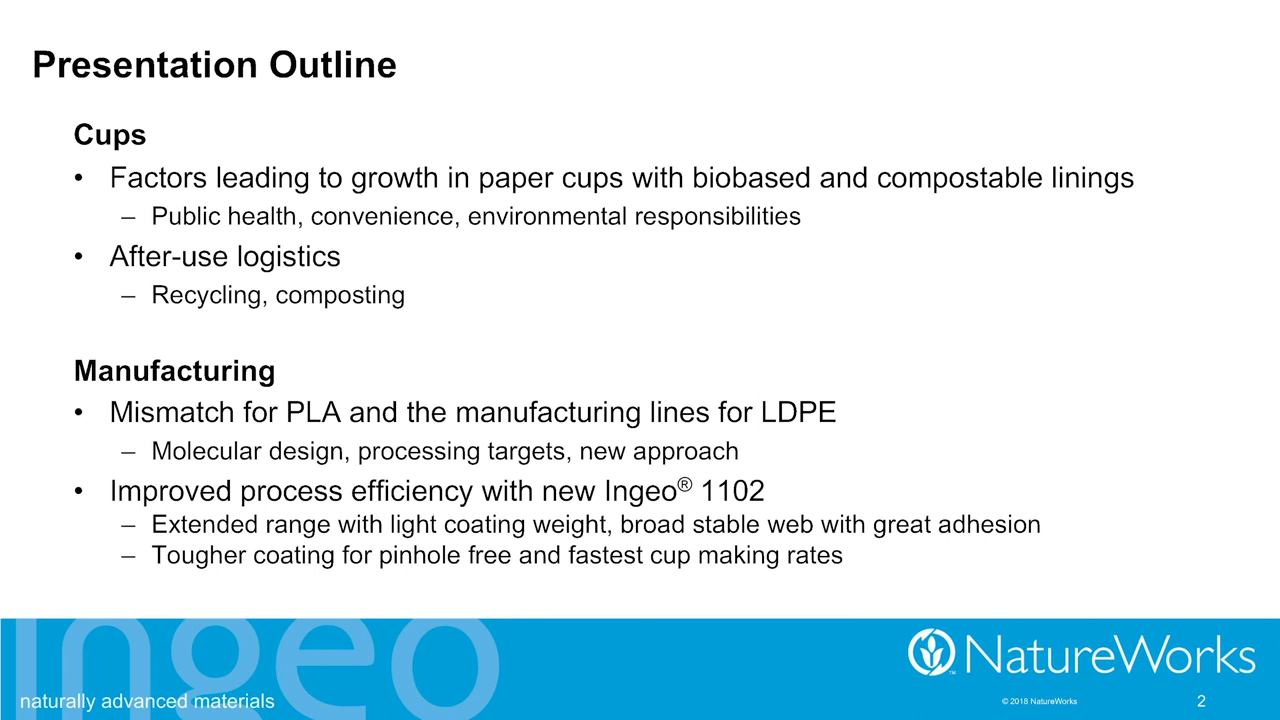 Presentation Outline
Cups
• Factors leading to growth in paper cups with biobased and compostable linings
– Public health, convenience, environmental responsibilities
• After-use logistics
– Recycling, composting
Manufacturing
• Mismatch for PLA and the manufacturing lines for LDPE
– Molecular design, processing targets, new approach
• Improved process efficiency with new Ingeo® 1102
– Extended range with light coating weight, broad stable web with great adhesion
– Tougher coating for pinhole free and fastest cup making rates
Ingeo
NatureWorks
TM
naturally advanced materials
© 2018 NatureWorks
2